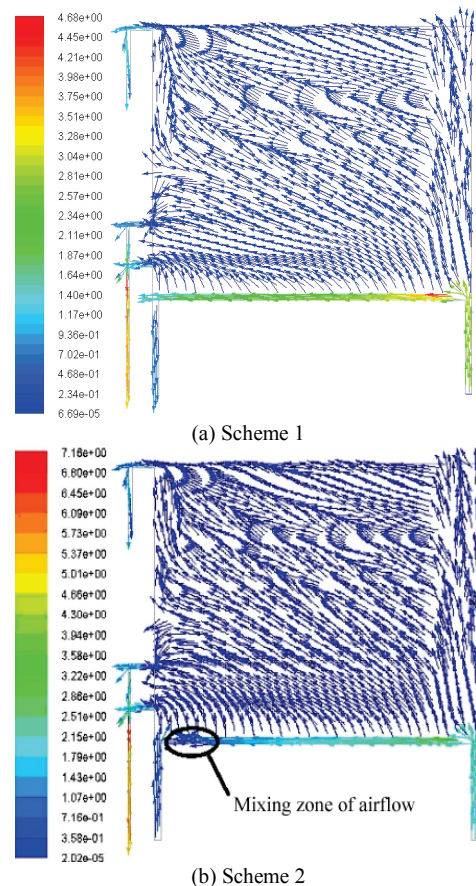 4.68e+00
4.45e+00
4.21e+00
3.98e+00
3.75e+00
3.51e+00
3.28e+00
3.04e+00
2.81e+00
2.57e+00
2.34e+00
2.11e+00
1.87e+00
1.64e+00
1.40e+00
1.17e+00
9.36e-01
7.02e-01
4.68e-01
2.34e-01
6.69e-05
(a) Scheme 1
7.16e+00
6.80e+00
6.45e+00
6.09e+00
5.73e+00
5.37e+00
5.01e+00
4.66e+00
4.30e+00
3.94e+00
3.58e+00
3.22e+00
2.86e+00
2.51e+00
2.15e+00
1.79e+00
1.43e+00
1.07e+00
7.16e-01
3.58e-01
2.02e-05
Mixing zone of airflow
(b) Scheme 2